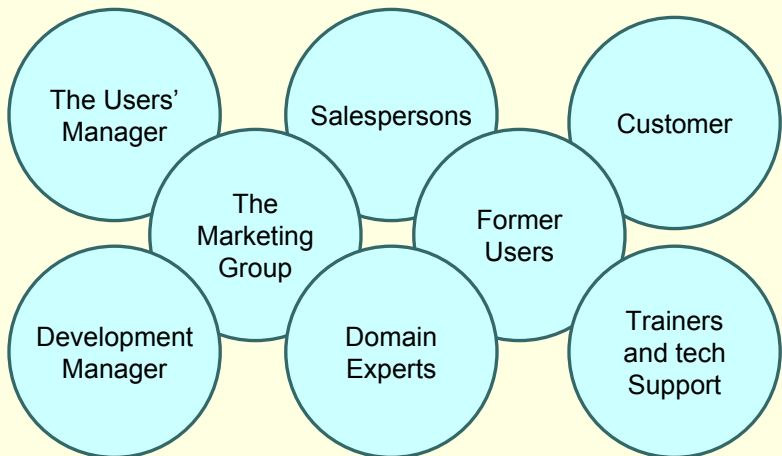 The Users'
Manager
Salespersons
Customer
The
Marketing
Group
Former
Users
Development
Manager
Domain
Experts
Trainers
and tech
Support